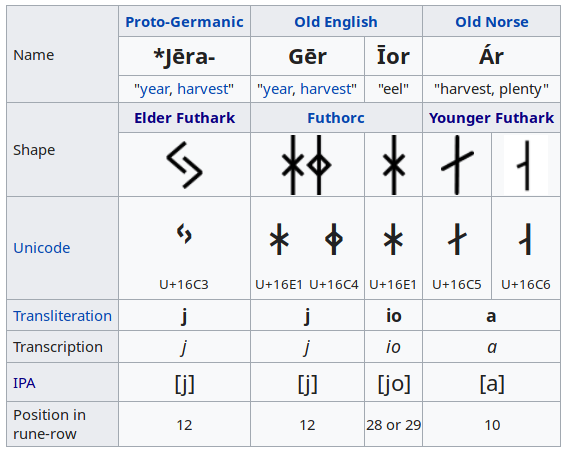 Name Proto-Germanic Old English Old Norse
*Jēra- Gēr Īor Ár
"year, harvest" "year, harvest" "eel" "harvest, plenty"
Shape Elder Futhark Futhorc Younger Futhark
ᛃ ᛡ ᛄ ᛡ ᛅ ᛆ
Unicode ᛃ ᛡ ᛄ ᛡ ᛅ ᛆ
U+16C3 U+16E1 U+16C4 U+16E1 U+16C5 U+16C6
Transliteration j j io a
Transcription j j io a
IPA [j] [j] [jo] [a]
Position in
rune-row 12 12 28 or 29 10